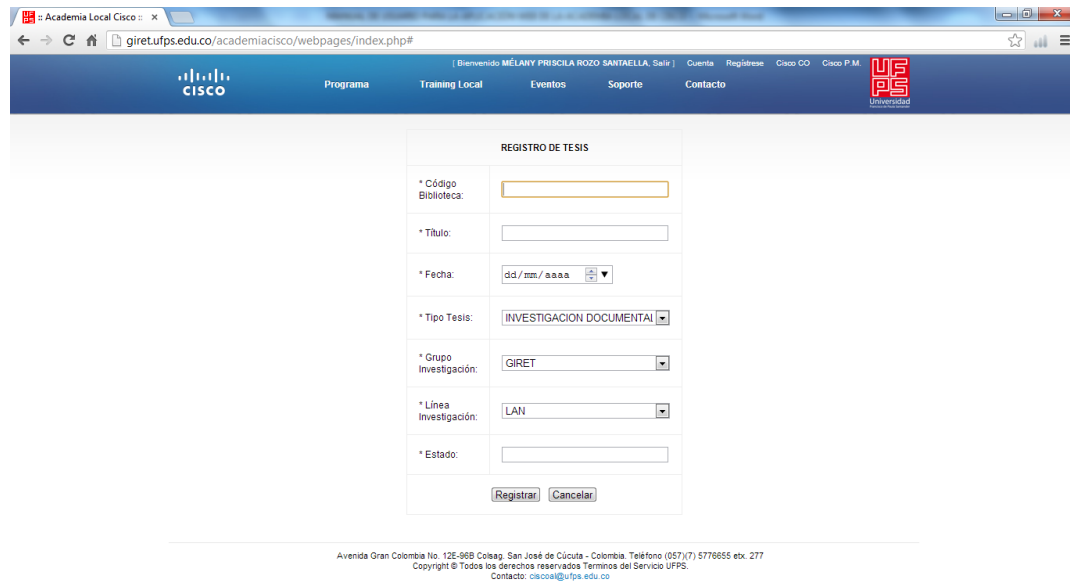 :: Academia Local Cisco ::
giret.ufps.edu.co/academiacisco/webpages/index.php#
[ Bienvenido MÉLANY PRISCILA ROZO SANTAELLA, Salir ] Cuenta Regístrese Cisco CO Cisco P.M.
CISCO
Programa Training Local Eventos Soporte Contacto
UFPS
Universidad
REGISTRO DE TESIS
* Código
Biblioteca:
* Título:
* Fecha: dd/mm/aaaa
* Tipo Tesis: INVESTIGACION DOCUMENTAL
* Grupo
Investigación: GIRET
* Línea
Investigación: LAN
* Estado:
Registrar Cancelar
Avenida Gran Colombia No. 12E-96B Colsag. San José de Cúcuta - Colombia. Teléfono (057)(7) 5776655 etx. 277
Copyright © Todos los derechos reservados Terminos del Servicio UFPS.
Contacto: ciscoal@ufps.edu.co